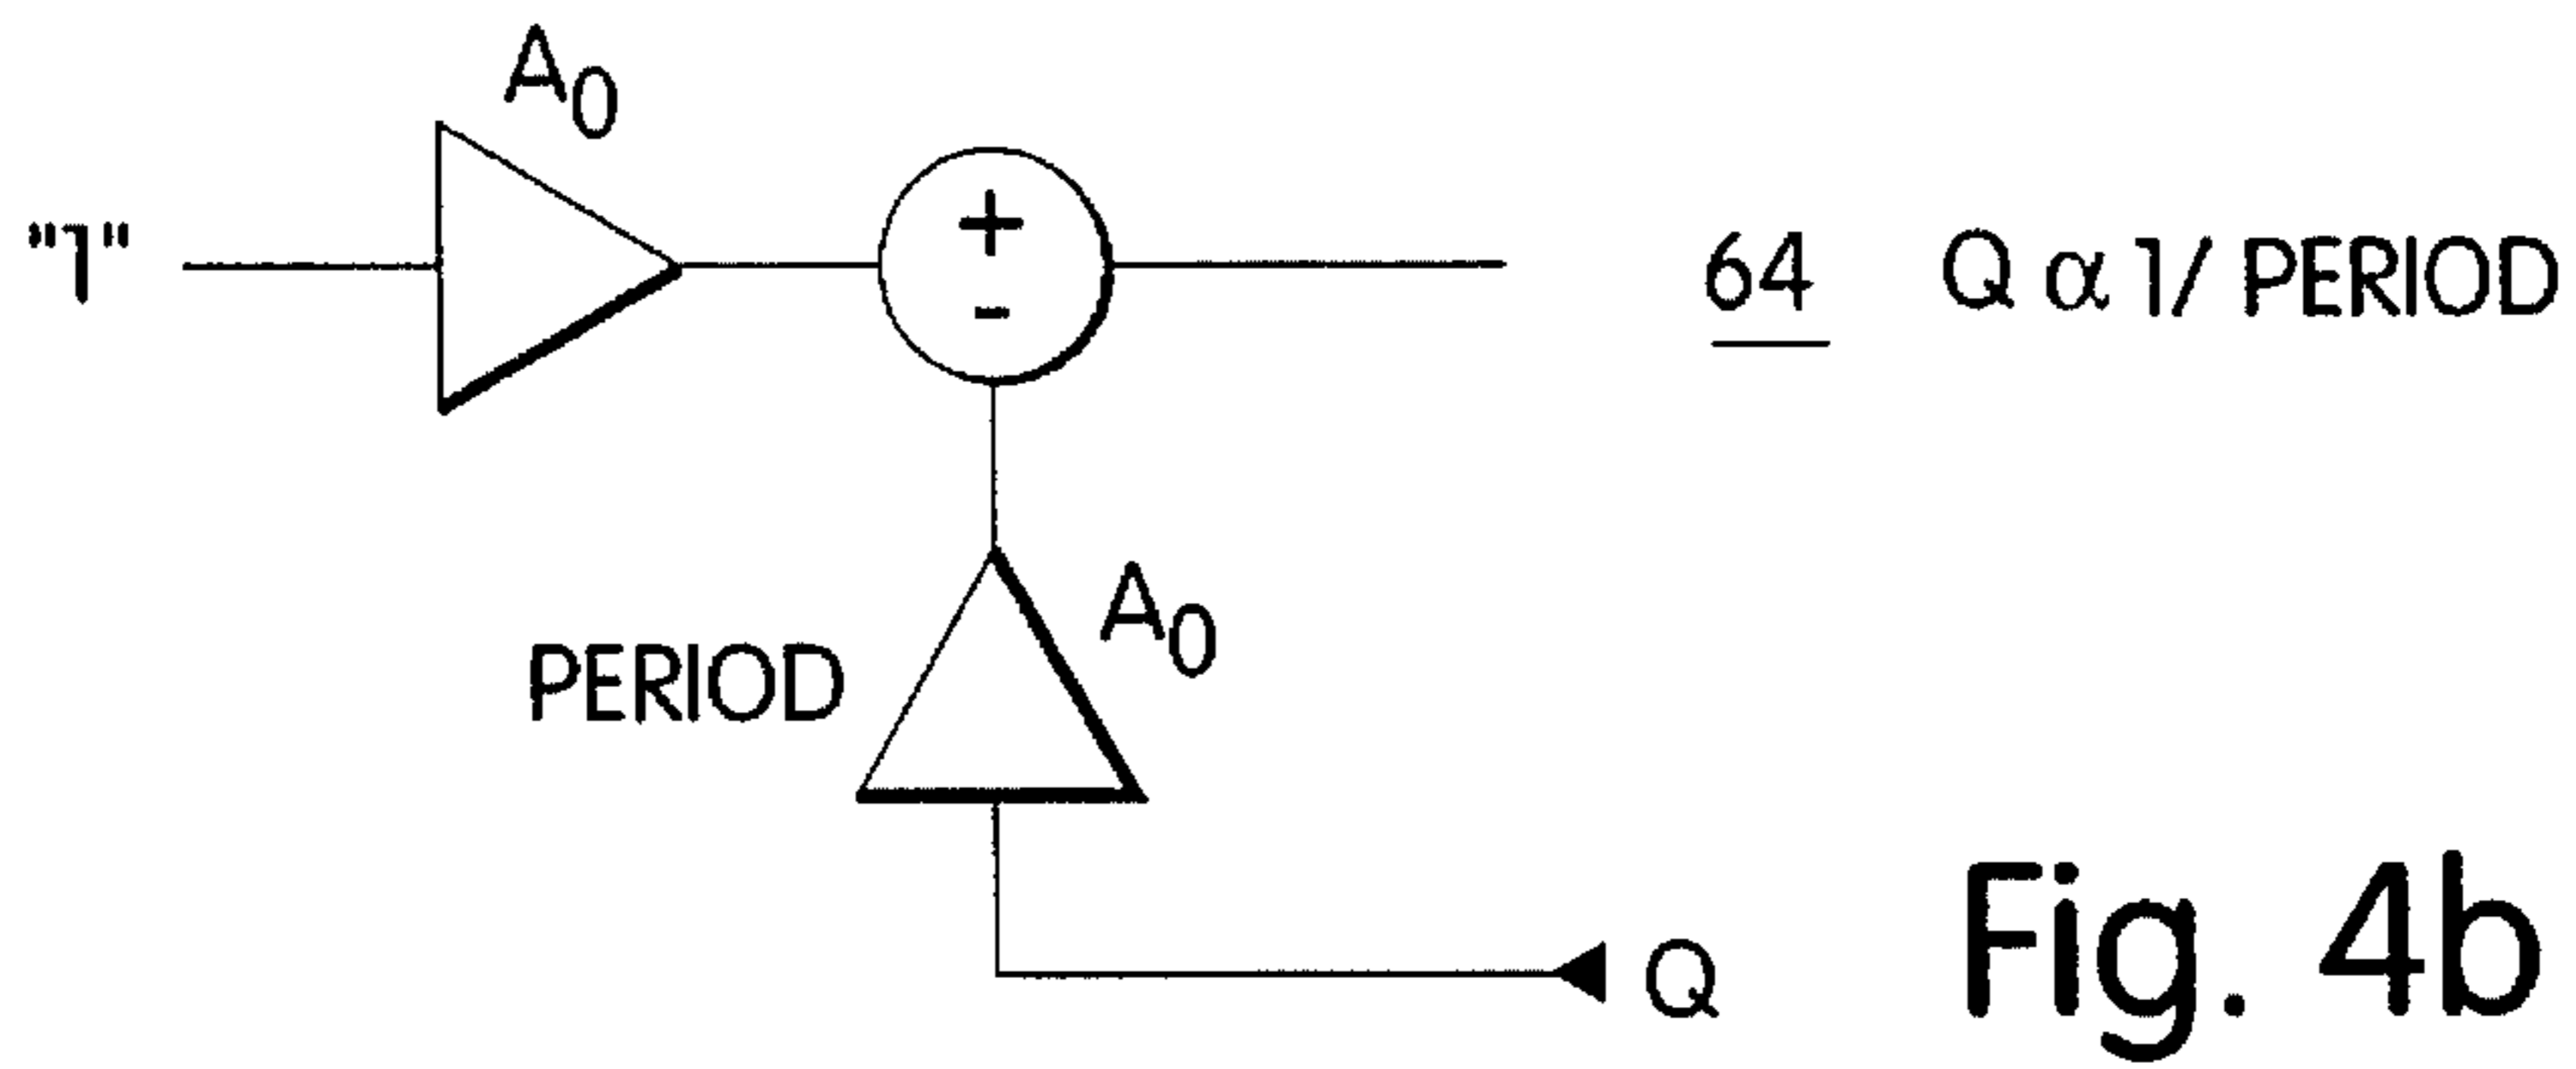 A0
"1"
+
-
64 Q α 1/ PERIOD
A0
PERIOD
Q
Fig. 4b